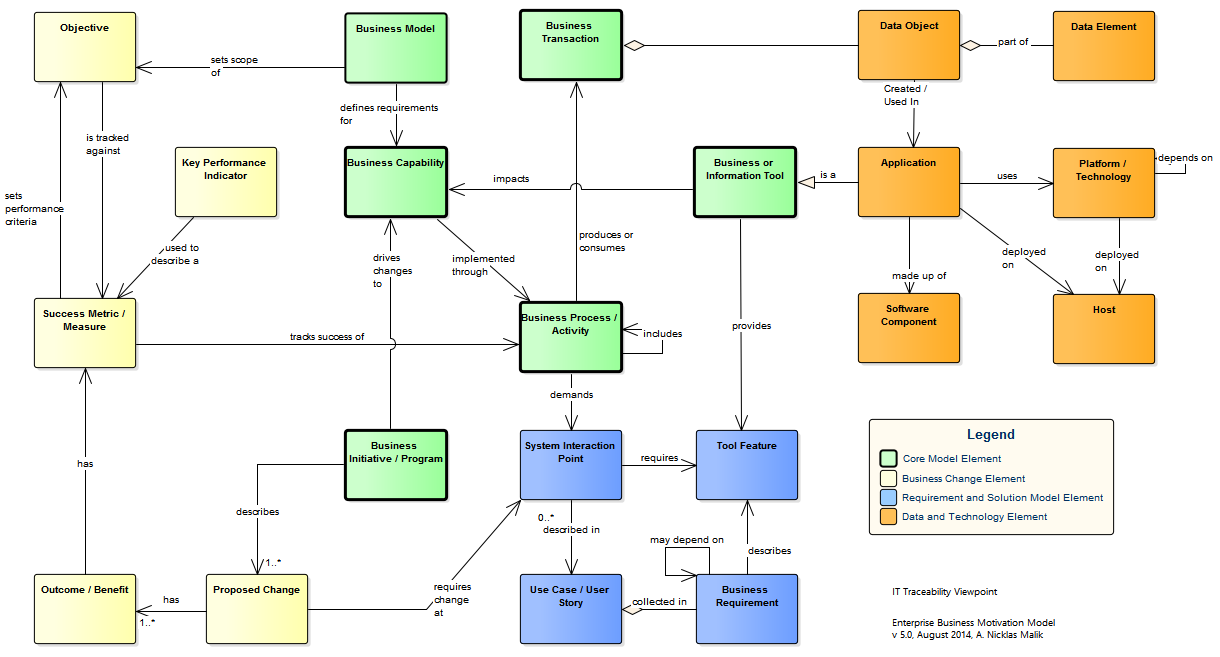 Objective
Business Model
Business
Transaction
Data Object
part of
Data Element
sets scope
of
Created /
Used In
defines requirements
for
is tracked
against
Key Performance
Indicator
Business Capability
impacts
Business or
Information Tool
is a
Application
uses
Platform /
Technology
depends on
sets
performance
criteria
used to
describe a
drives
changes
to
implemented
through
produces or
consumes
made up of
deployed
on
deployed
on
Success Metric /
Measure
tracks success of
Business Process /
Activity
includes
provides
Software
Component
Host
demands
has
Business
Initiative / Program
System Interaction
Point
requires
Tool Feature
describes
1..*
0..*
described in
may depend on
describes
Outcome / Benefit
has
1..*
Proposed Change
requires
change
at
Use Case / User
Story
collected in
Business
Requirement
Legend
Core Model Element
Business Change Element
Requirement and Solution Model Element
Data and Technology Element
IT Traceability Viewpoint
Enterprise Business Motivation Model
v 5.0, August 2014, A. Nicklas Malik